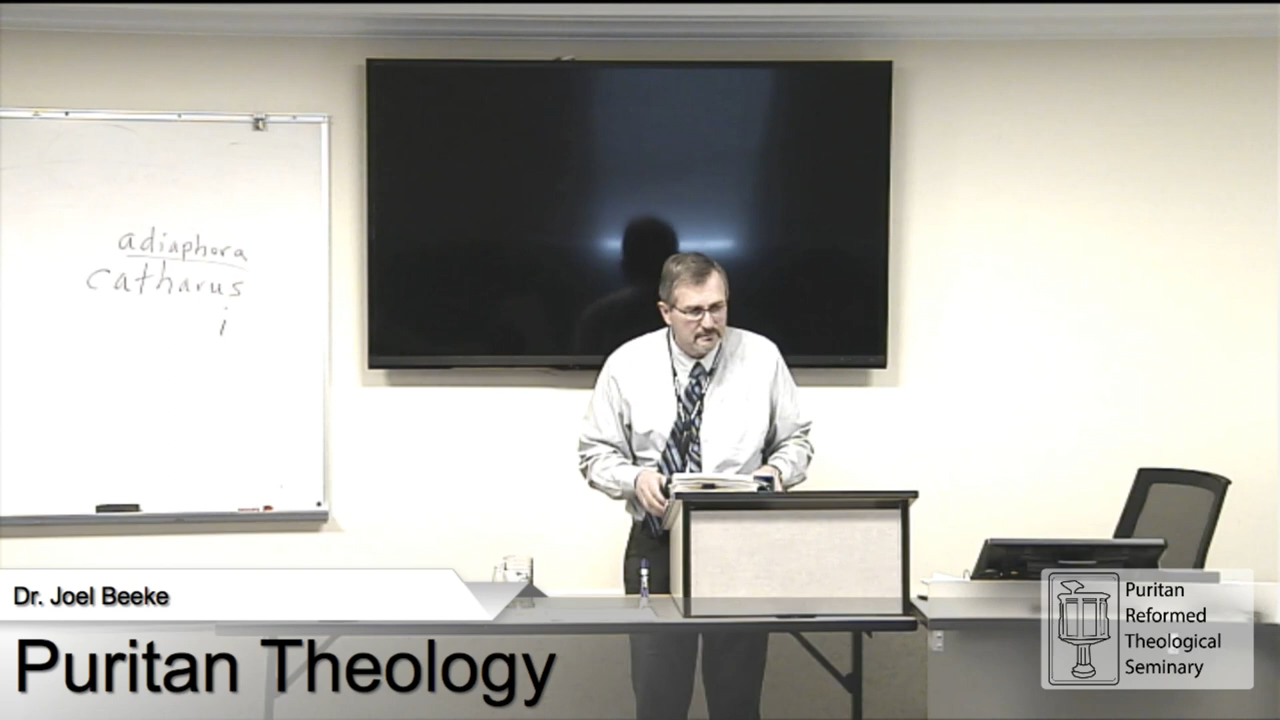 adiaphora
catharus
i
Dr. Joel Beeke
Puritan Theology
Puritan
Reformed
Theological
Seminary